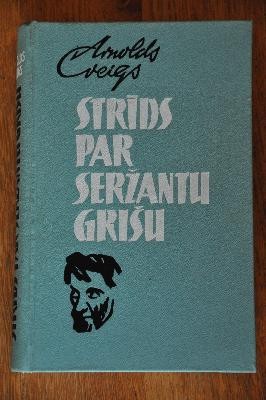 Arnolds
Cveigs
STRĪDS
PAR
SERŽANTU
GRIŠU